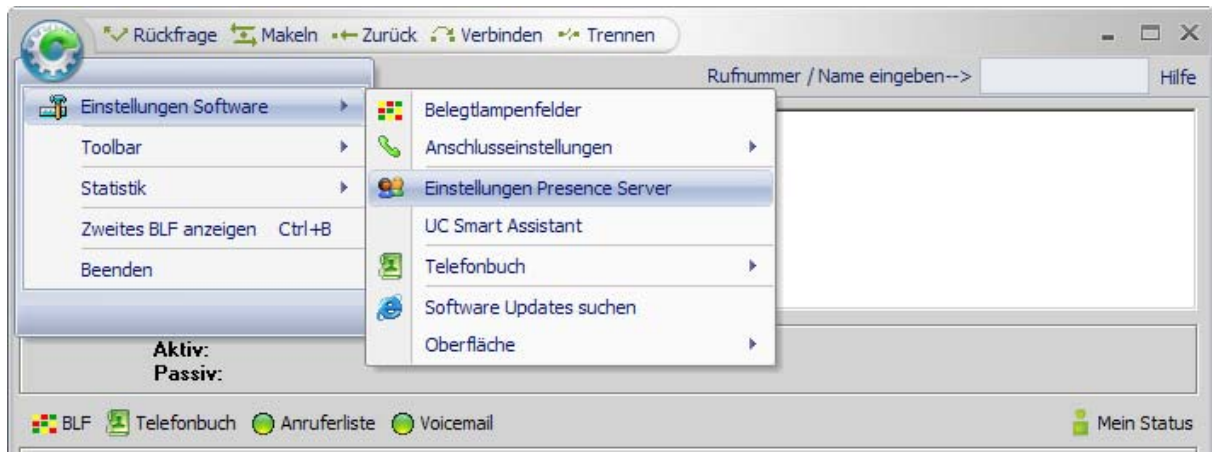 Rückfrage Makeln Zurück Verbinden Trennen
Rufnummer / Name eingeben--> Hilfe
Einstellungen Software
Toolbar
Statistik
Zweites BLF anzeigen Ctrl+B
Beenden
Belegtlampenfelder
Anschlusseinstellungen
Einstellungen Presence Server
UC Smart Assistant
Telefonbuch
Software Updates suchen
Oberfläche
Aktiv:
Passiv:
BLF Telefonbuch Anruferliste Voicemail Mein Status